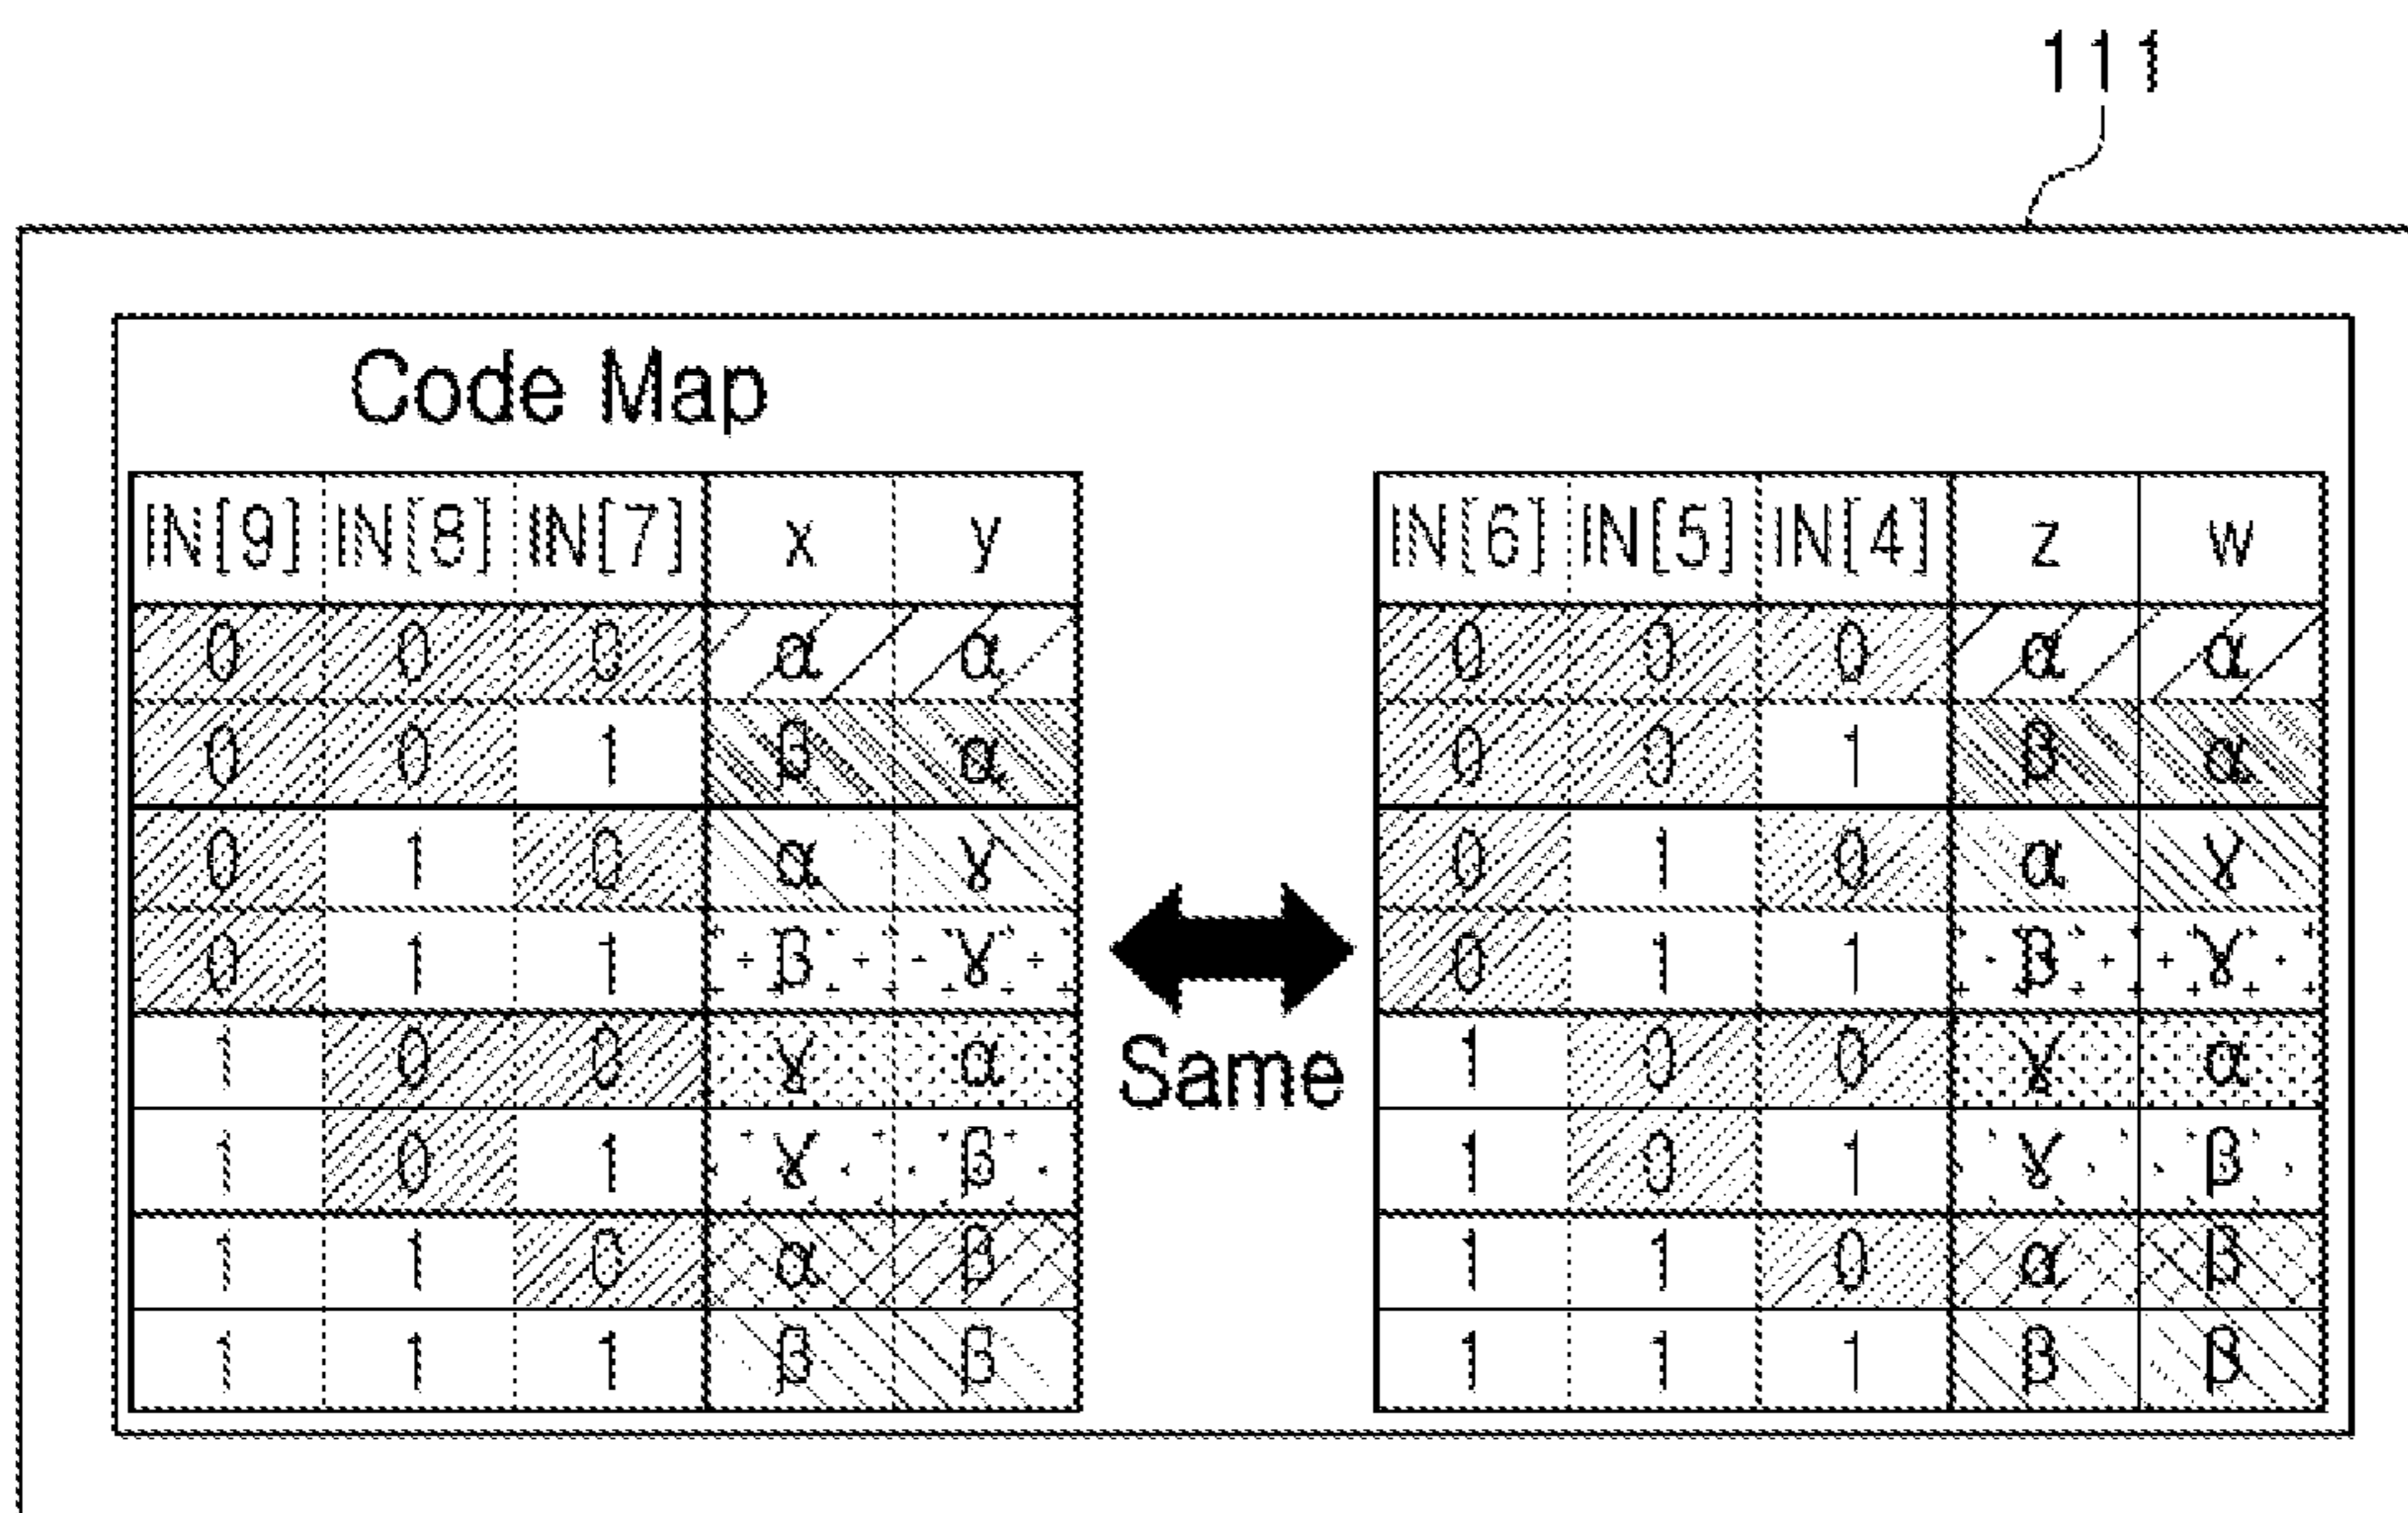 111
Code Map
IN[9] IN[8] IN[7] x y
0 0 0 α α
0 0 1 β α
0 1 0 α γ
0 1 1 β γ
1 0 0 γ α
1 0 1 γ β
1 1 0 α β
1 1 1 β β
Same
IN[6] IN[5] IN[4] z w
0 0 0 α α
0 0 1 β α
0 1 0 α γ
0 1 1 β γ
1 0 0 γ α
1 0 1 γ β
1 1 0 α β
1 1 1 β β